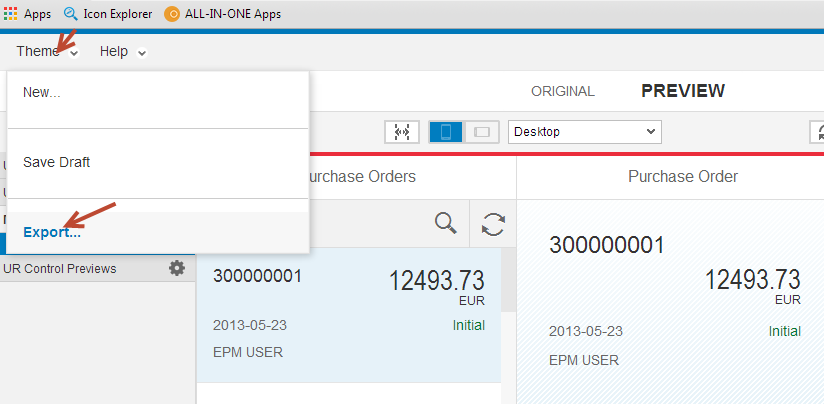 Apps Icon Explorer ALL-IN-ONE Apps
Theme Help
New...
ORIGINAL PREVIEW
Desktop
Save Draft
urchase Orders Purchase Order
Export...
UR Control Previews
300000001 12493.73
EUR
2013-05-23 Initial
EPM USER
300000001
12493.73
EUR
2013-05-23 Initial
EPM USER